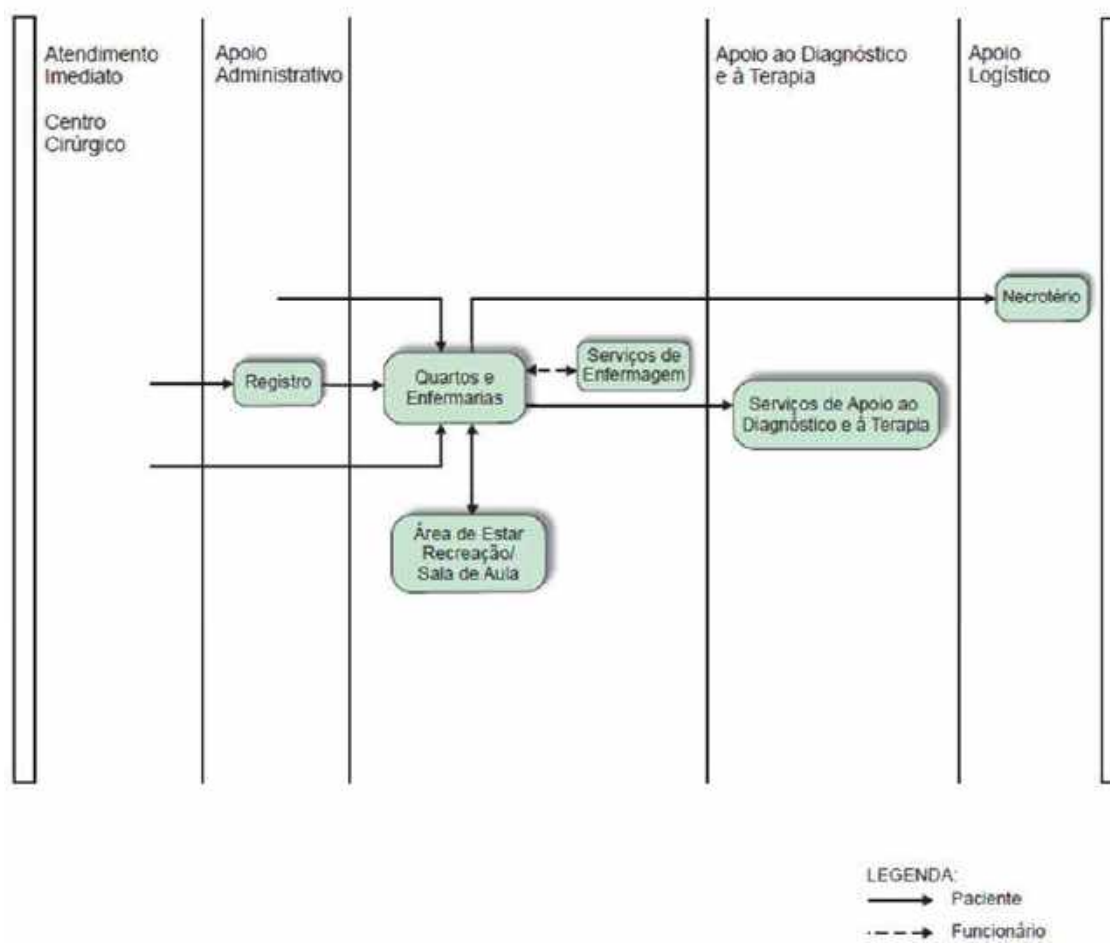 Atendimento
Imediato
Centro
Cirúrgico
Apoio
Administrativo
Apoio ao Diagnóstico
e à Terapia
Apoio
Logístico
Necrotério
Registro
Quartos e
Enfermarias
Serviços de
Enfermagem
Serviços de Apoio ao
Diagnóstico e à Terapia
Área de Estar
Recreação/
Sala de Aula
LEGENDA:
Paciente
Funcionário